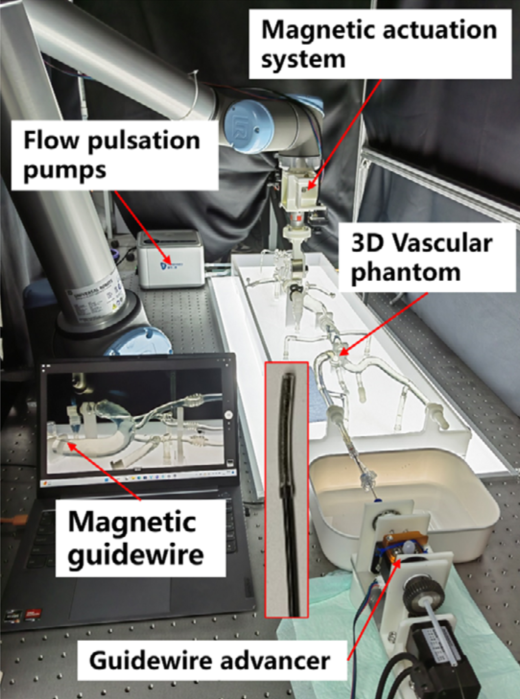 Magnetic actuation
system
Flow pulsation
pumps
3D Vascular
phantom
Magnetic
guidewire
Guidewire advancer